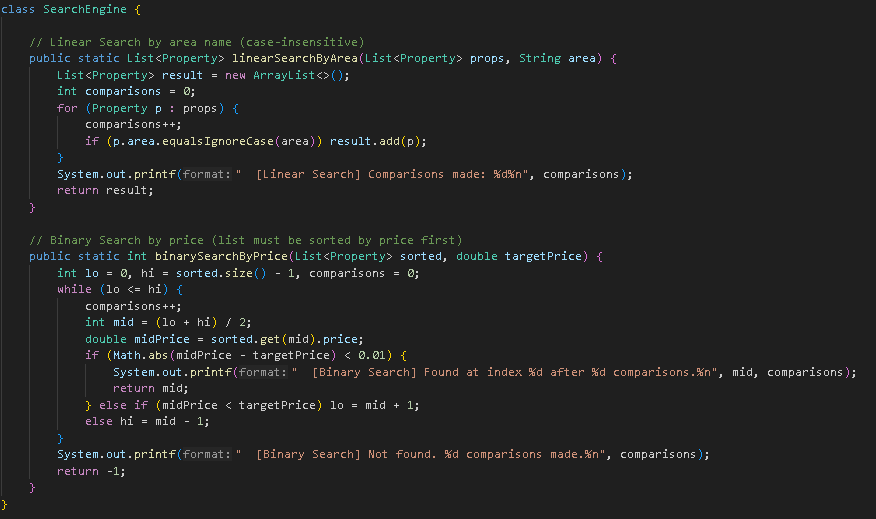 class SearchEngine {
// Linear Search by area name (case-insensitive)
public static List<Property> linearSearchByArea(List<Property> props, String area) {
List<Property> result = new ArrayList<>();
int comparisons = 0;
for (Property p : props) {
comparisons++;
if (p.area.equalsIgnoreCase(area)) result.add(p);
}
System.out.printf(format:"  [Linear Search] Comparisons made: %d%n", comparisons);
return result;
}
// Binary Search by price (list must be sorted by price first)
public static int binarySearchByPrice(List<Property> sorted, double targetPrice) {
int lo = 0, hi = sorted.size() - 1, comparisons = 0;
while (lo <= hi) {
comparisons++;
int mid = (lo + hi) / 2;
double midPrice = sorted.get(mid).price;
if (Math.abs(midPrice - targetPrice) < 0.01) {
System.out.printf(format:"  [Binary Search] Found at index %d after %d comparisons.%n", mid, comparisons);
return mid;
} else if (midPrice < targetPrice) lo = mid + 1;
else hi = mid - 1;
}
System.out.printf(format:"  [Binary Search] Not found. %d comparisons made.%n", comparisons);
return -1;
}
}